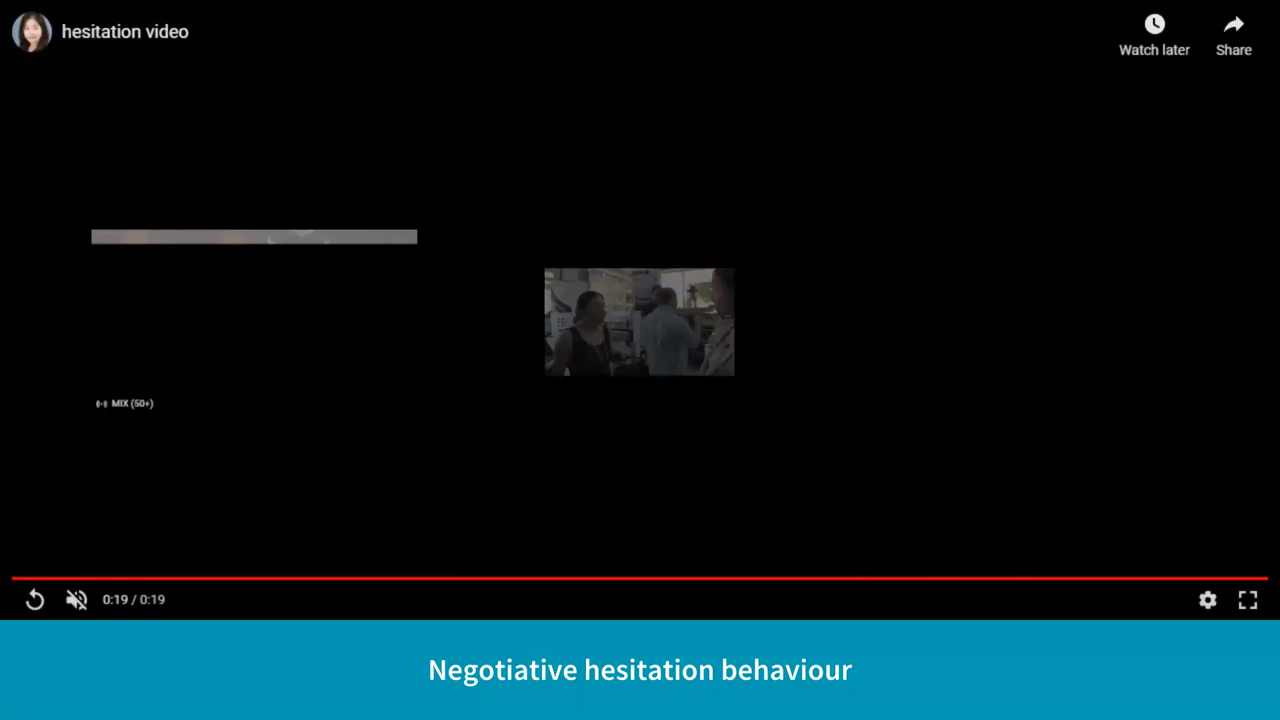 hesitation video
Watch later
Share
MIX (50+)
0:19 / 0:19
Negotiative hesitation behaviour